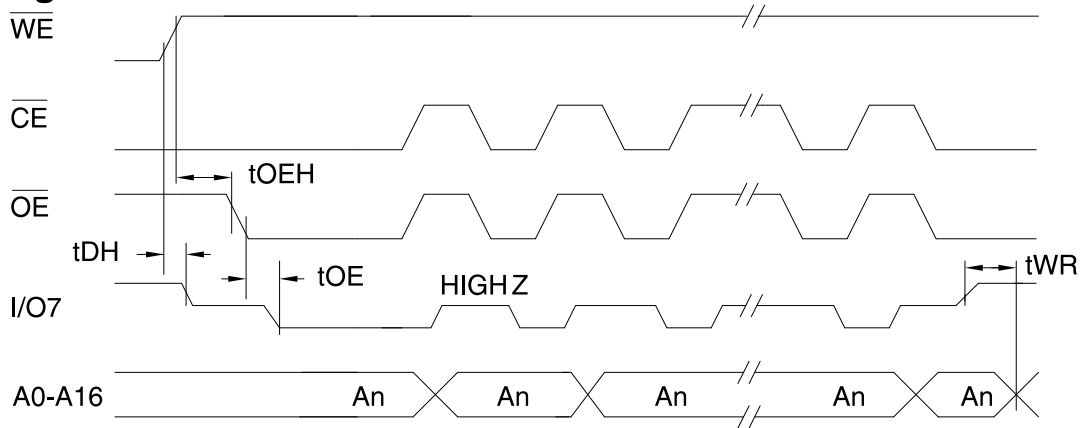 WE
CE
tOEH
OE
tDH
tOE
tWR
HIGH Z
I/O7
A0-A16 An An An An An